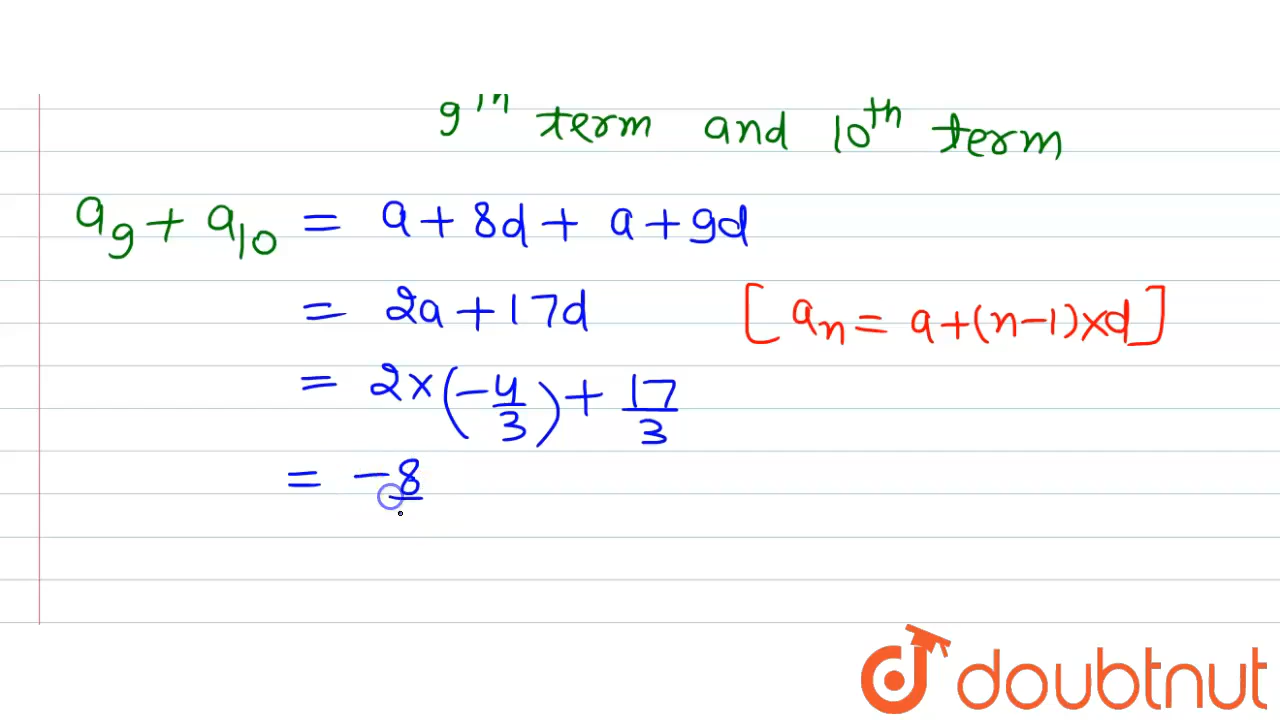 9th term and 10th term
a9 + a10 = a + 8d + a + 9d
= 2a + 17d [an = a + (n - 1) × d]
= 2 × (-4/3) + 17/3
= -8
doubtnut